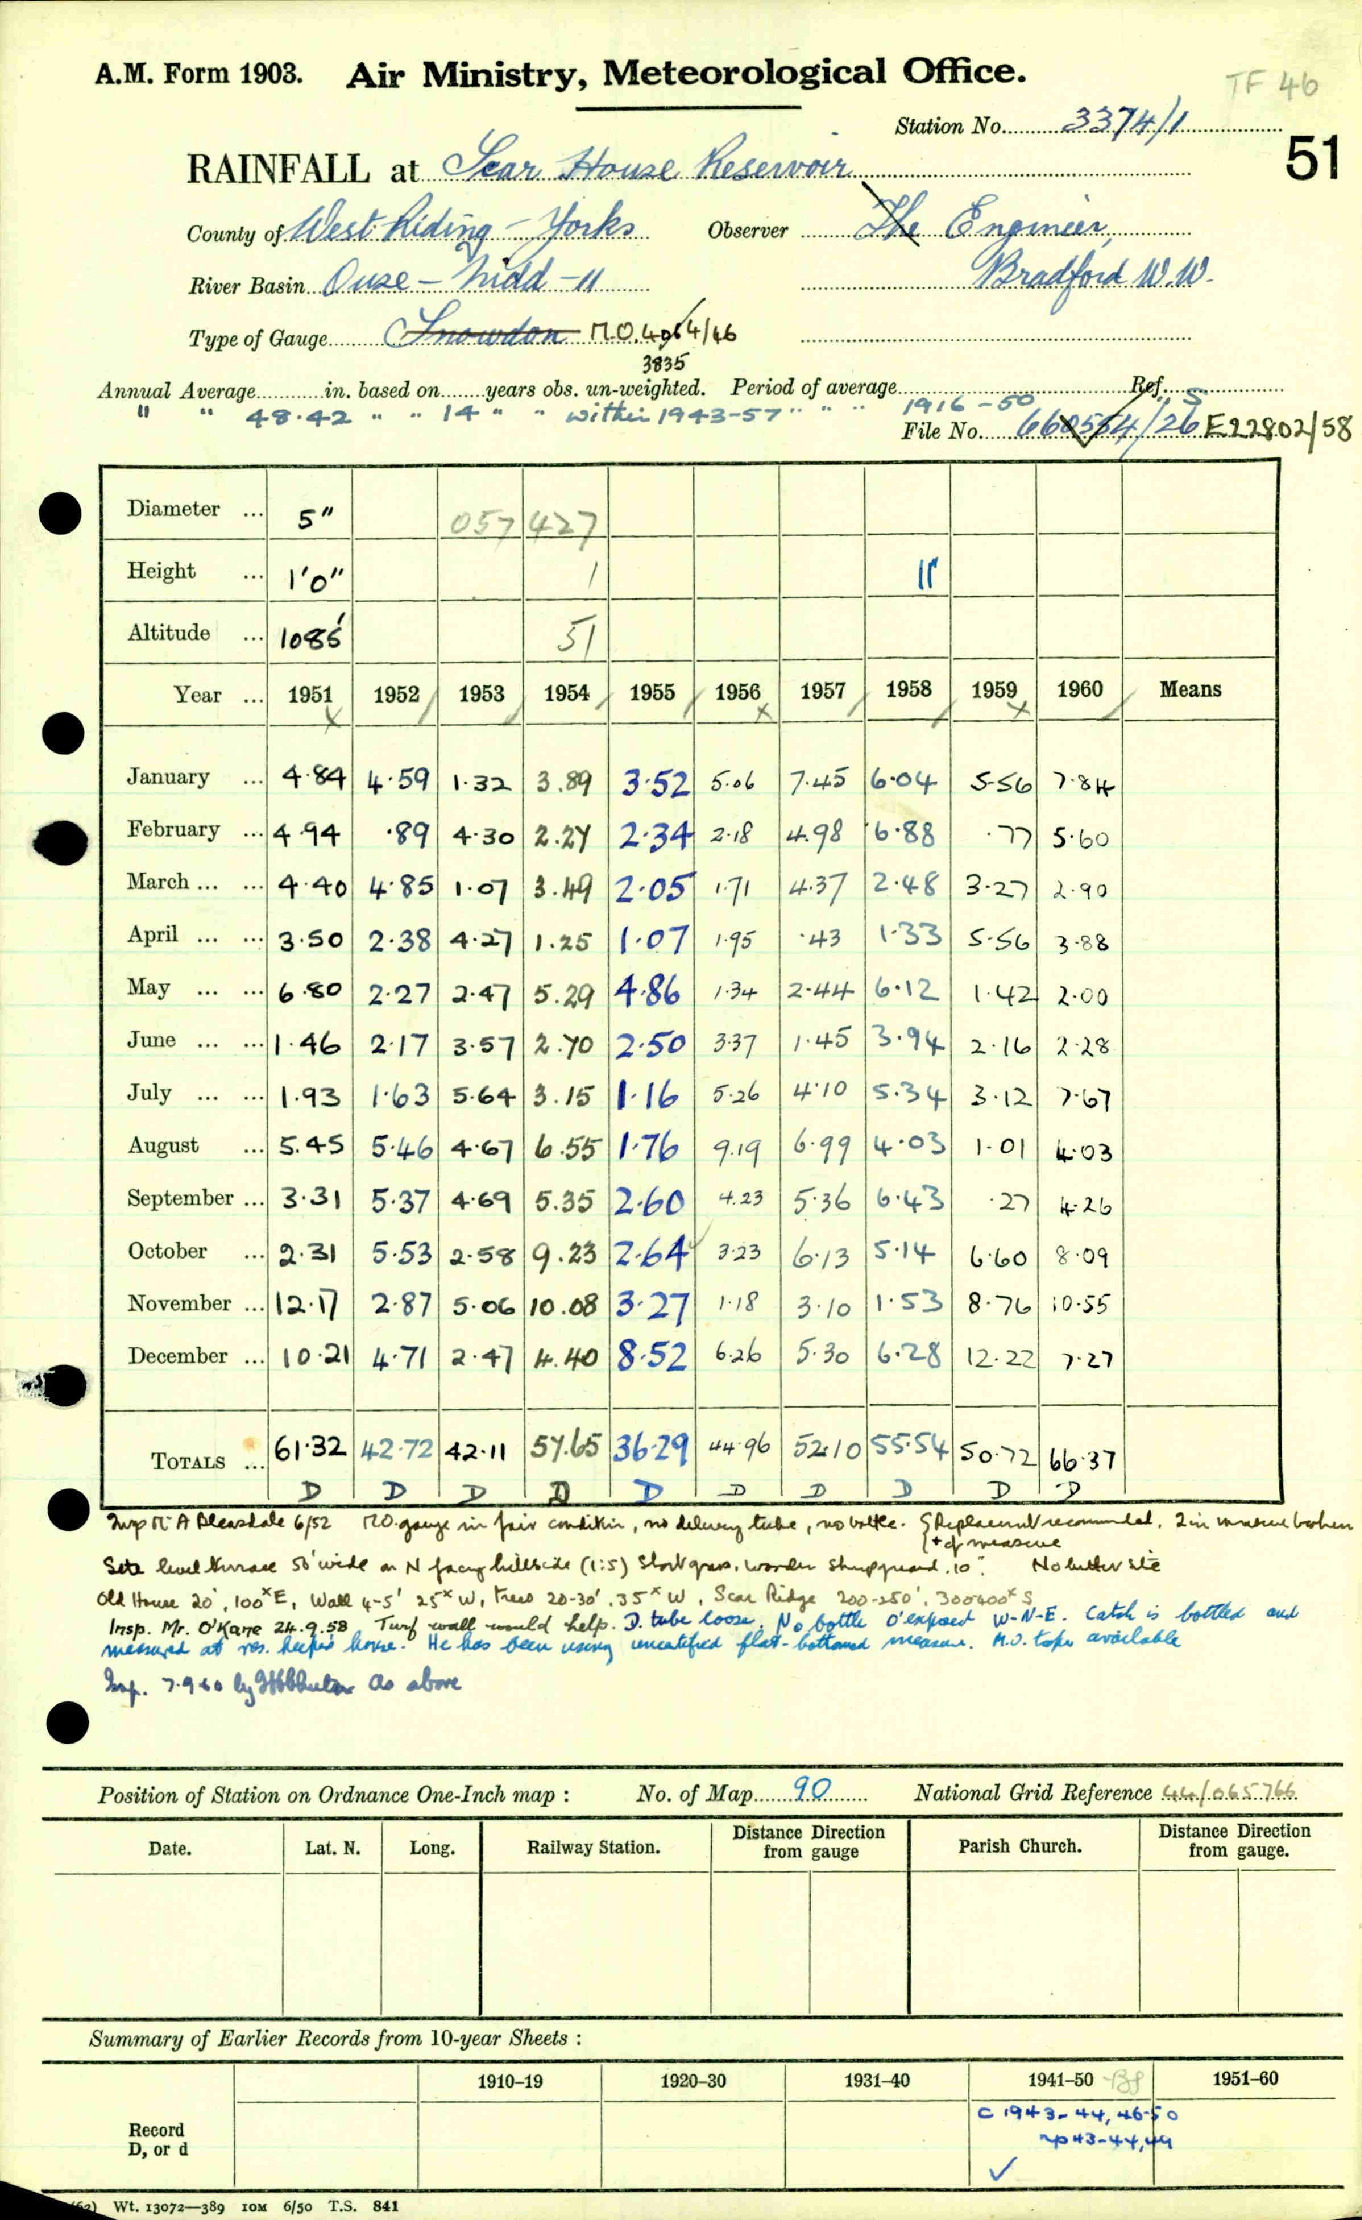 A.M. Form 1903. Air Ministry, Meteorological Office.
TF 46
Station No. 3374/1
51
RAINFALL at Scar House Reservoir
County of West Riding - Yorks Observer The Engineer,
River Basin Ouse - Nidd - 11 Bradford W.W.
Type of Gauge Snowdon M.O. 4064/46
3835
Annual Average in. based on years obs. un-weighted. Period of average Ref. S
" " 48.42 " " 14 " " within 1943-57 " " " 1916-50
File No. 660554/26 E22802/58
Diameter ... 5" 057 427
Height ... 1'0" 1 11
Altitude ... 1085' 51
Year ... 1951 1952 1953 1954 1955 1956 1957 1958 1959 1960 Means
January ... 4.84 4.59 1.32 3.89 3.52 5.06 7.45 6.04 5.56 7.84
February ... 4.94 .89 4.30 2.27 2.34 2.18 4.98 6.88 .77 5.60
March ... ... 4.40 4.85 1.07 3.49 2.05 1.71 4.37 2.48 3.27 2.90
April ... ... 3.50 2.38 4.27 1.25 1.07 1.95 .43 1.33 5.56 3.88
May ... ... 6.80 2.27 2.47 5.29 4.86 1.34 2.44 6.12 1.42 2.00
June ... ... 1.46 2.17 3.57 2.70 2.50 3.37 1.45 3.94 2.16 2.28
July ... ... 1.93 1.63 5.64 3.15 1.16 5.26 4.10 5.34 3.12 7.67
August ... 5.45 5.46 4.67 6.55 1.76 9.19 6.99 4.03 1.01 4.03
September ... 3.31 5.37 4.69 5.35 2.60 4.23 5.36 6.43 .27 4.26
October ... 2.31 5.53 2.58 9.23 2.64 3.23 6.13 5.14 6.60 8.09
November ... 12.17 2.87 5.06 10.08 3.27 1.18 3.10 1.53 8.76 10.55
December ... 10.21 4.71 2.47 4.40 8.52 6.26 5.30 6.28 12.22 7.27
TOTALS ... 61.32 42.72 42.11 57.65 36.29 44.96 52.10 55.54 50.72 66.37
D D D D D D D D D D
Insp Mr A Bleasdale 6/52 M.O. gauge in fair condition, no delivery tube, no bottle. Replacement recommended. 2 in measure broken
+ of measure
Site level terrace 50' wide on N facing hillside (1:5) Short grass, wooden 10". No better site
Old House 20', 100ˣE, Wall 4-5' 25ˣW, Trees 20-30', 35ˣW, Scar Ridge 200-250', 300-400ˣS
Insp. Mr. O'Kane 24.9.58 Turf wall would help. D. tube loose. No bottle O'exposed W-N-E. Catch is bottled and
measured at res. keeper's house. He has been using uncertified flat-bottomed measure. M.O. taper available
Insp. 7.9.60 by As above
Position of Station on Ordnance One-Inch map : No. of Map 90 National Grid Reference 44/065766
Date. Lat. N. Long. Railway Station. Distance Direction from gauge Parish Church. Distance Direction from gauge.
Summary of Earlier Records from 10-year Sheets :
1910-19 1920-30 1931-40 1941-50 1951-60
Record
D, or d
C 1943-44, 46-50
43-44, 49
Wt. 13072—389 10M 6/50 T.S. 841